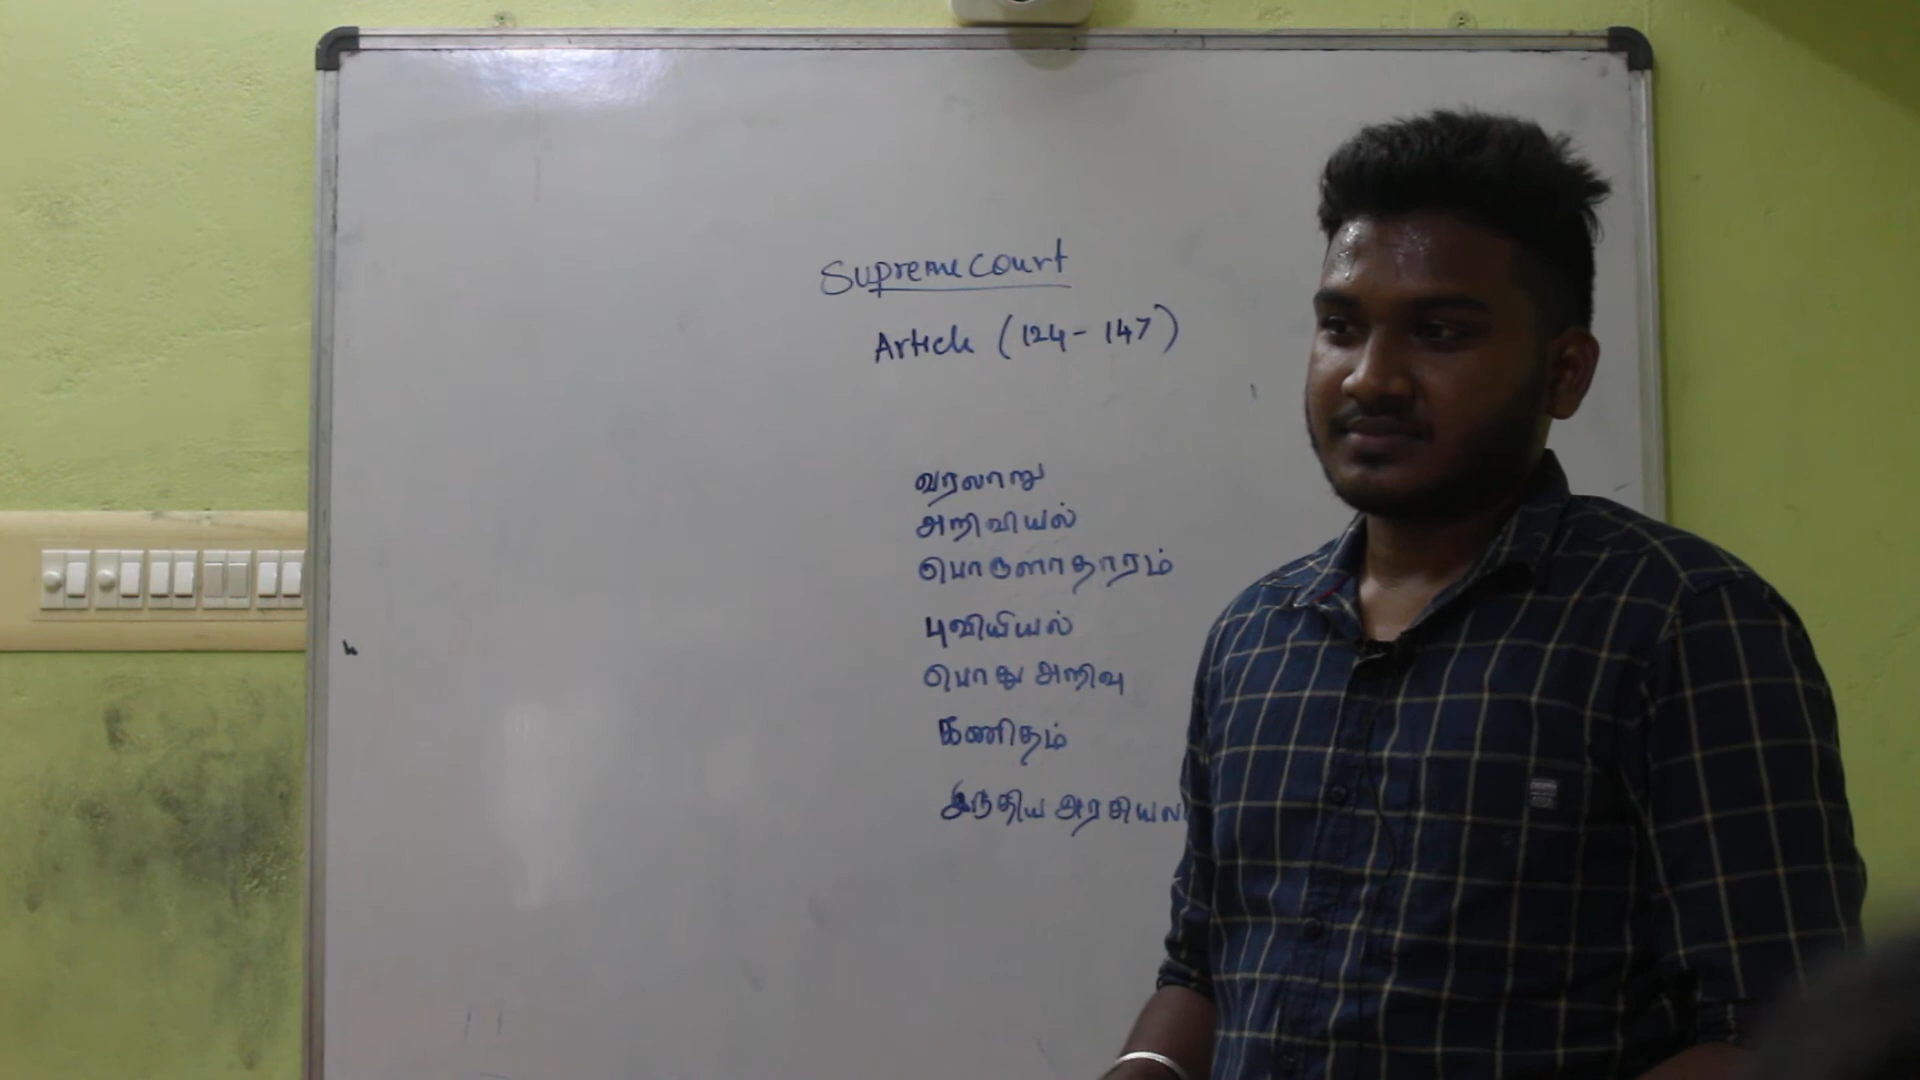 Supreme court
Article (124-147)
வரலாறு
அறிவியல்
பொருளாதாரம்
புவியியல்
பொது அறிவு
கணிதம்
இந்திய அரசியல்